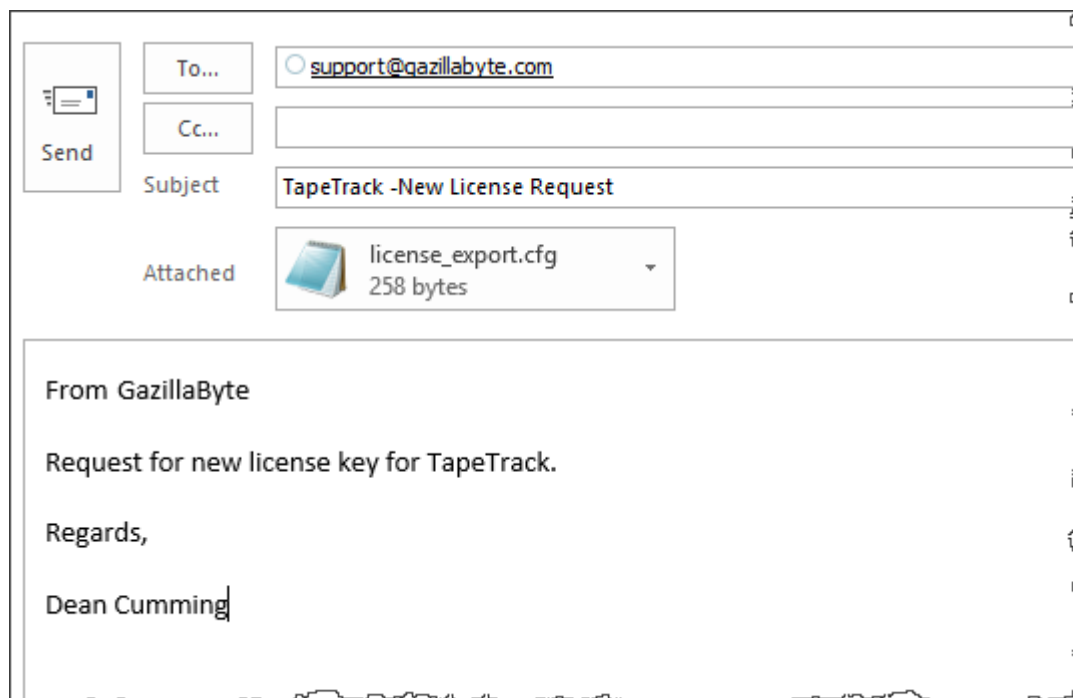 To...
support@gazillabyte.com
Cc...
Send
Subject
TapeTrack -New License Request
Attached
license_export.cfg
258 bytes
From GazillaByte
Request for new license key for TapeTrack.
Regards,
Dean Cumming